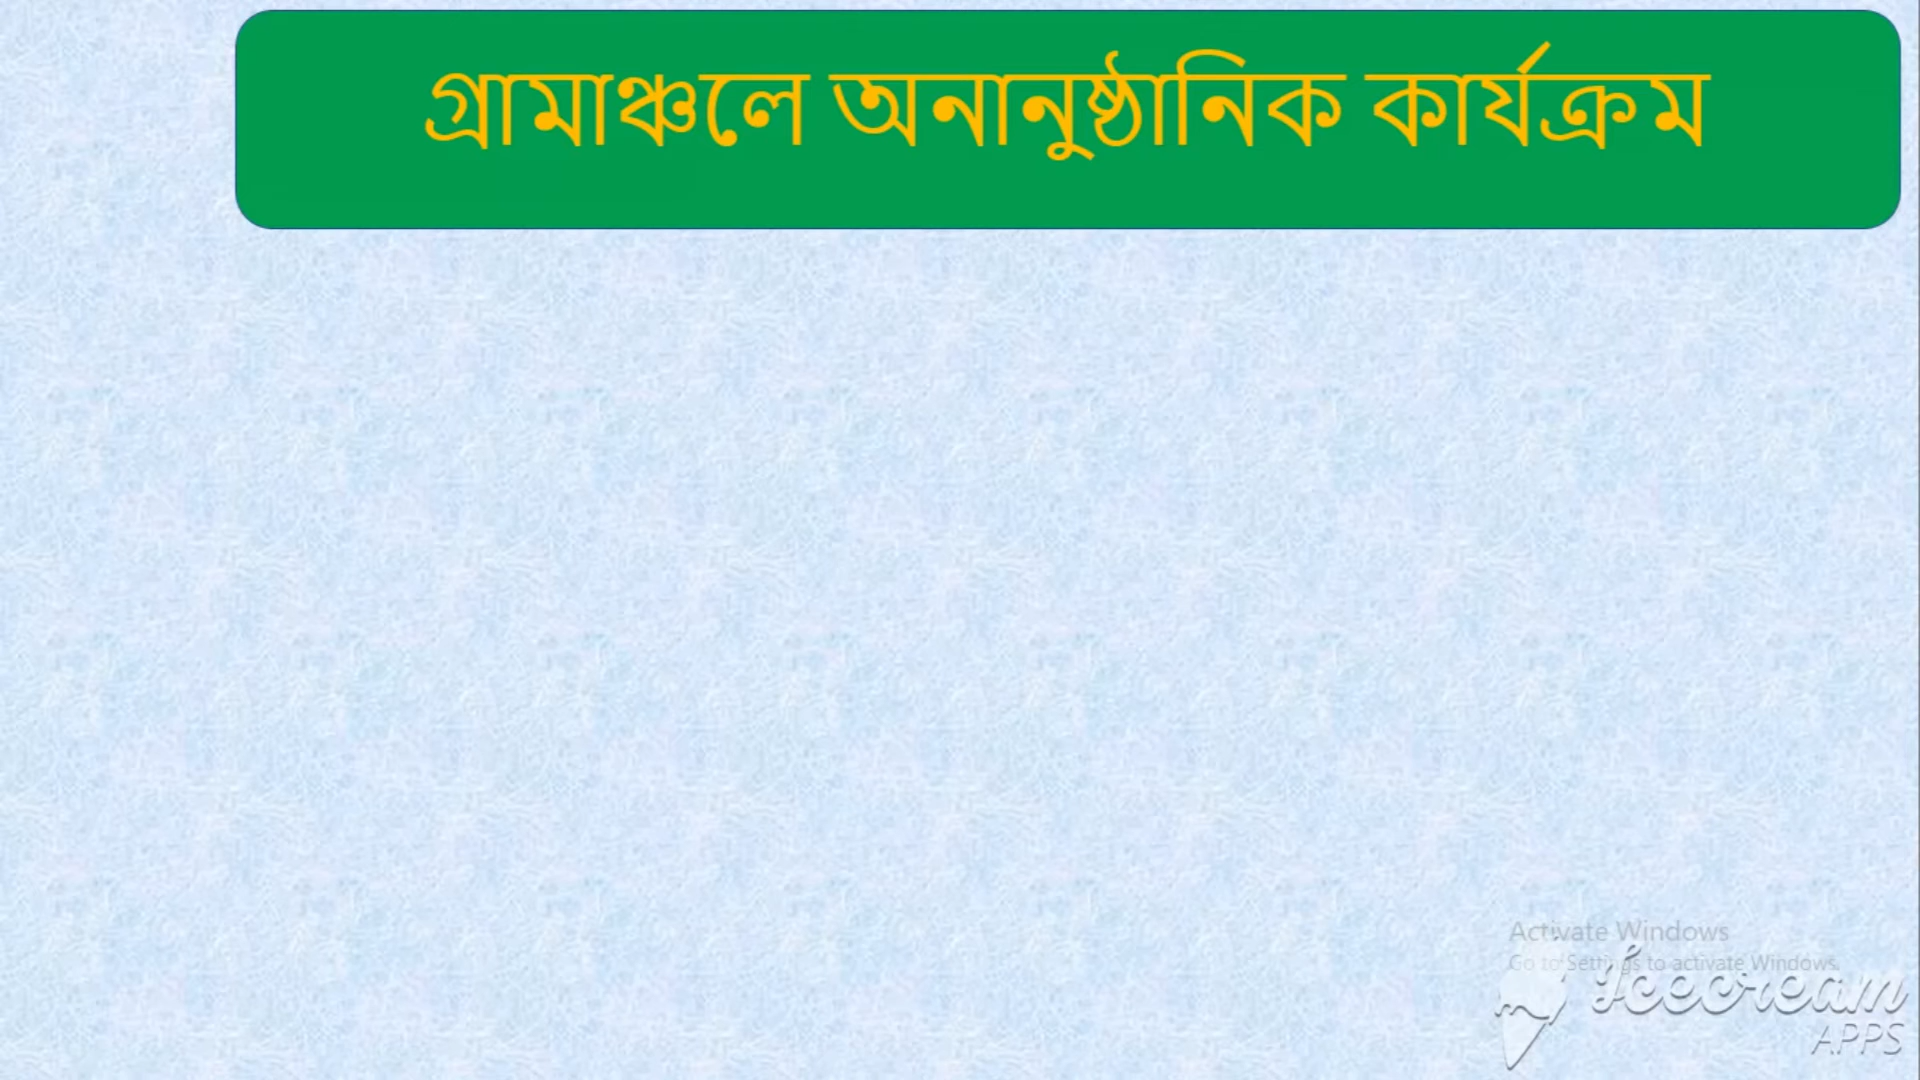 গ্রামাঞ্চলে অনানুষ্ঠানিক কার্যক্রম
Activate Windows
Go to Settings to activate Windows.
Icecream
APPS